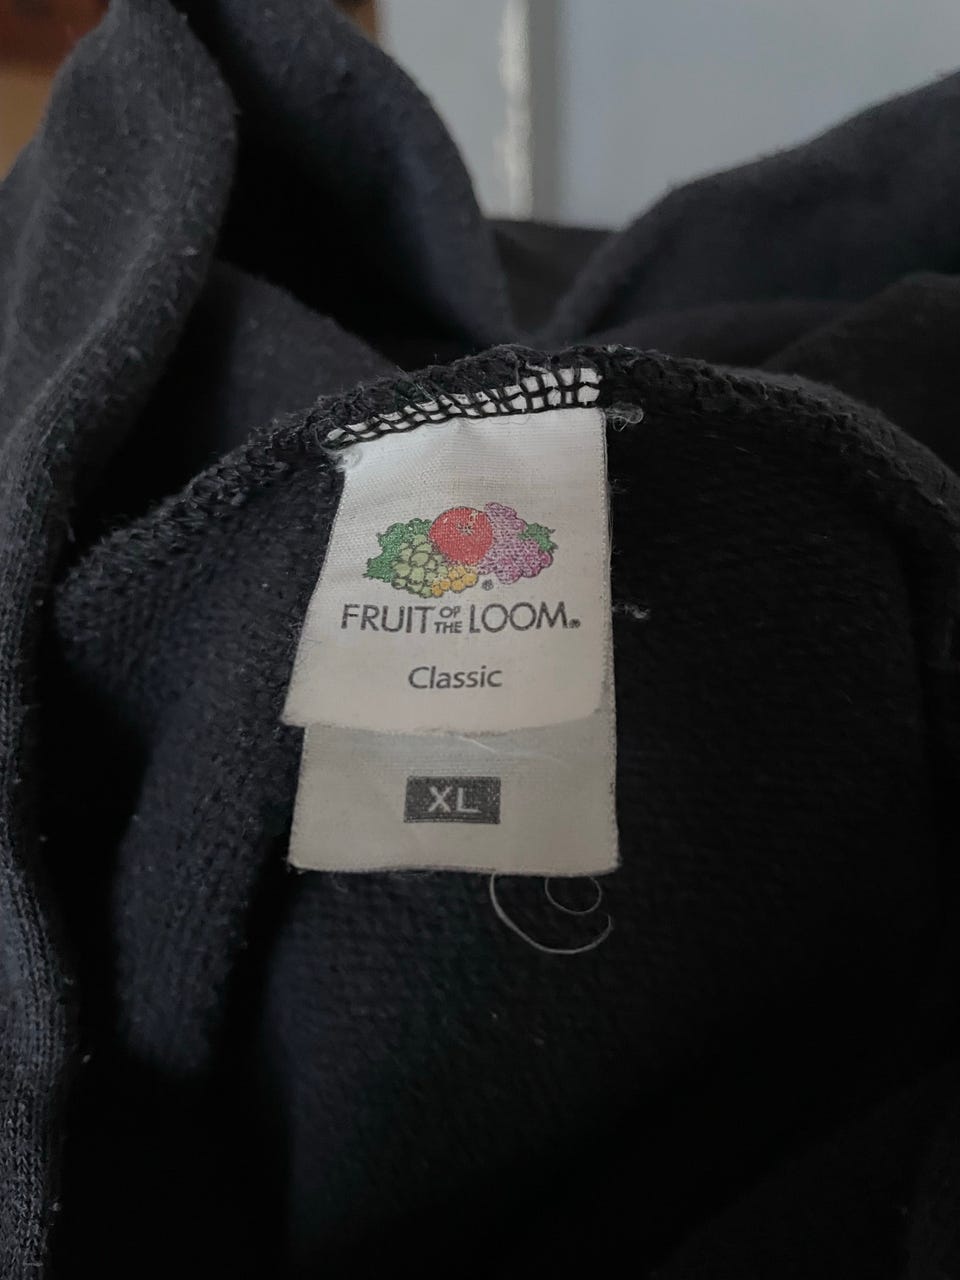 FRUIT OF THE LOOM®
Classic
XL